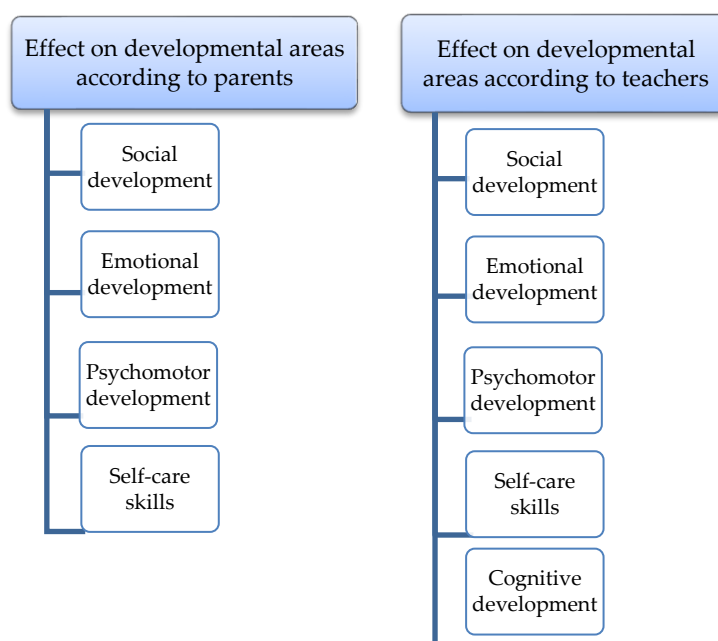 Effect on developmental areas
according to parents
Social
development
Emotional
development
Psychomotor
development
Self-care
skills
Effect on developmental
areas according to teachers
Social
development
Emotional
development
Psychomotor
development
Self-care
skills
Cognitive
development